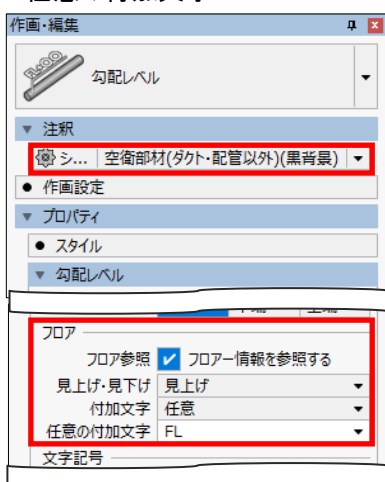 作画・編集
勾配レベル
注釈
シ... 空衛部材(ダクト・配管以外)(黒背景)
作画設定
プロパティ
スタイル
勾配レベル
フロア
フロア参照 フロアー情報を参照する
見上げ・見下げ 見上げ
付加文字 任意
任意の付加文字 FL
文字記号